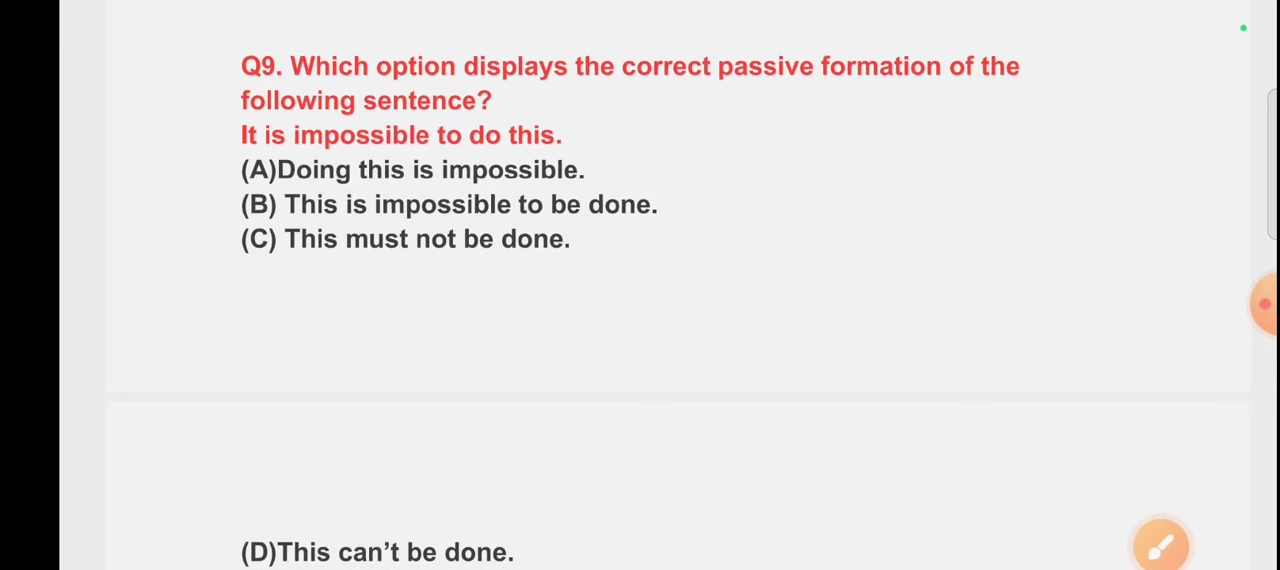 Q9. Which option displays the correct passive formation of the
following sentence?
It is impossible to do this.
(A)Doing this is impossible.
(B) This is impossible to be done.
(C) This must not be done.
(D)This can’t be done.